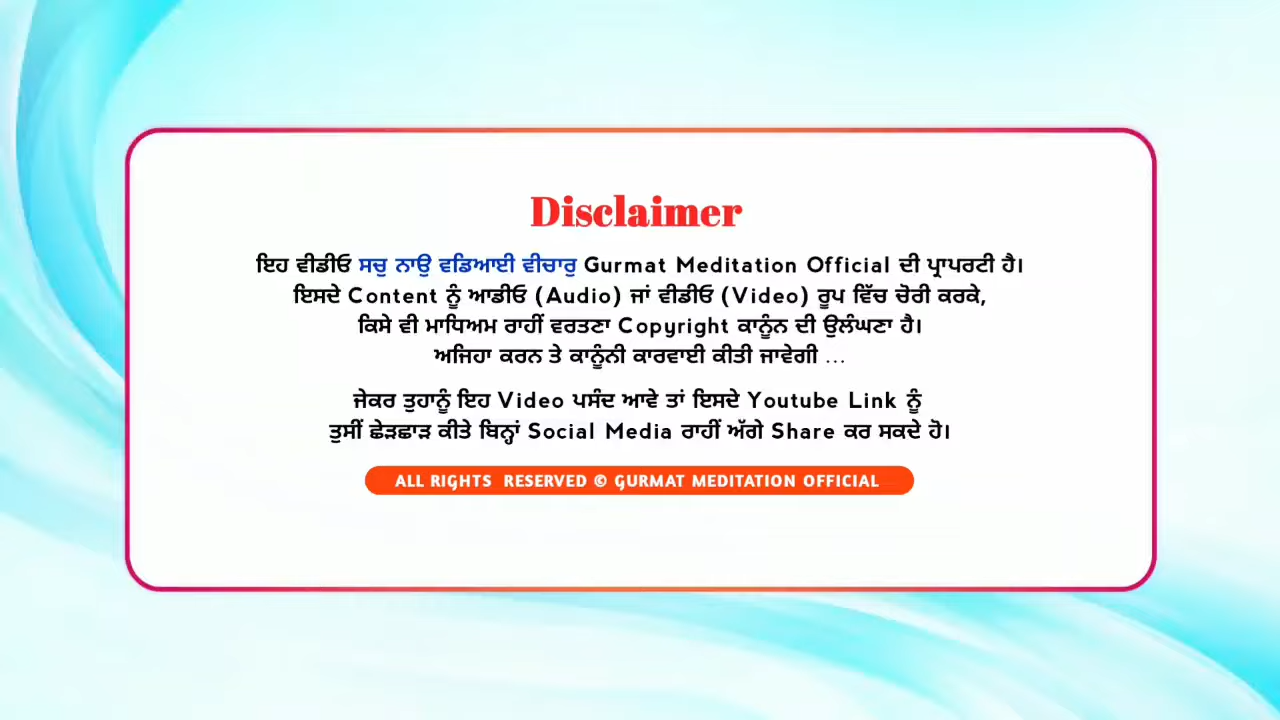 Disclaimer
ਇਹ ਵੀਡੀਓ ਸਚੁ ਨਾਉ ਵਡਿਆਈ ਵੀਚਾਰੁ Gurmat Meditation Official ਦੀ ਪ੍ਰਾਪਰਟੀ ਹੈ।
ਇਸਦੇ Content ਨੂੰ ਆਡੀਓ (Audio) ਜਾਂ ਵੀਡੀਓ (Video) ਰੂਪ ਵਿੱਚ ਚੋਰੀ ਕਰਕੇ,
ਕਿਸੇ ਵੀ ਮਾਧਿਅਮ ਰਾਹੀਂ ਵਰਤਣਾ Copyright ਕਾਨੂੰਨ ਦੀ ਉਲੰਘਣਾ ਹੈ।
ਅਜਿਹਾ ਕਰਨ ਤੇ ਕਾਨੂੰਨੀ ਕਾਰਵਾਈ ਕੀਤੀ ਜਾਵੇਗੀ ...
ਜੇਕਰ ਤੁਹਾਨੂੰ ਇਹ Video ਪਸੰਦ ਆਵੇ ਤਾਂ ਇਸਦੇ Youtube Link ਨੂੰ
ਤੁਸੀਂ ਛੇੜਛਾੜ ਕੀਤੇ ਬਿਨ੍ਹਾਂ Social Media ਰਾਹੀਂ ਅੱਗੇ Share ਕਰ ਸਕਦੇ ਹੋ।
ALL RIGHTS RESERVED © GURMAT MEDITATION OFFICIAL